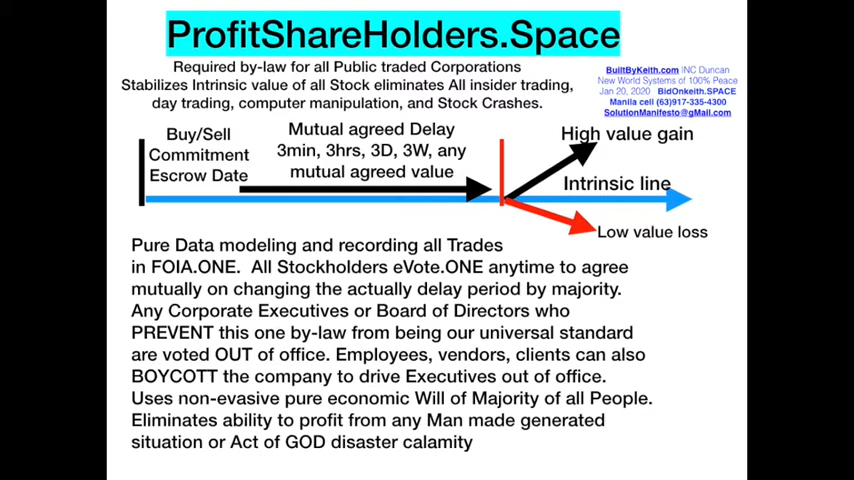 ProfitShareHolders.Space
Required by-law for all Public traded Corporations
Stabilizes Intrinsic value of all Stock eliminates All insider trading,
day trading, computer manipulation, and Stock Crashes.
BuiltByKeith.com INC Duncan
New World Systems of 100% Peace
Jan 20, 2020 BidOnkeith.SPACE
Manila cell (63)917-335-4300
SolutionManifesto@gMail.com
Buy/Sell
Commitment
Escrow Date
Mutual agreed Delay
3min, 3hrs, 3D, 3W, any
mutual agreed value
High value gain
Intrinsic line
Low value loss
Pure Data modeling and recording all Trades
in FOIA.ONE. All Stockholders eVote.ONE anytime to agree
mutually on changing the actually delay period by majority.
Any Corporate Executives or Board of Directors who
PREVENT this one by-law from being our universal standard
are voted OUT of office. Employees, vendors, clients can also
BOYCOTT the company to drive Executives out of office.
Uses non-evasive pure economic Will of Majority of all People.
Eliminates ability to profit from any Man made generated
situation or Act of GOD disaster calamity